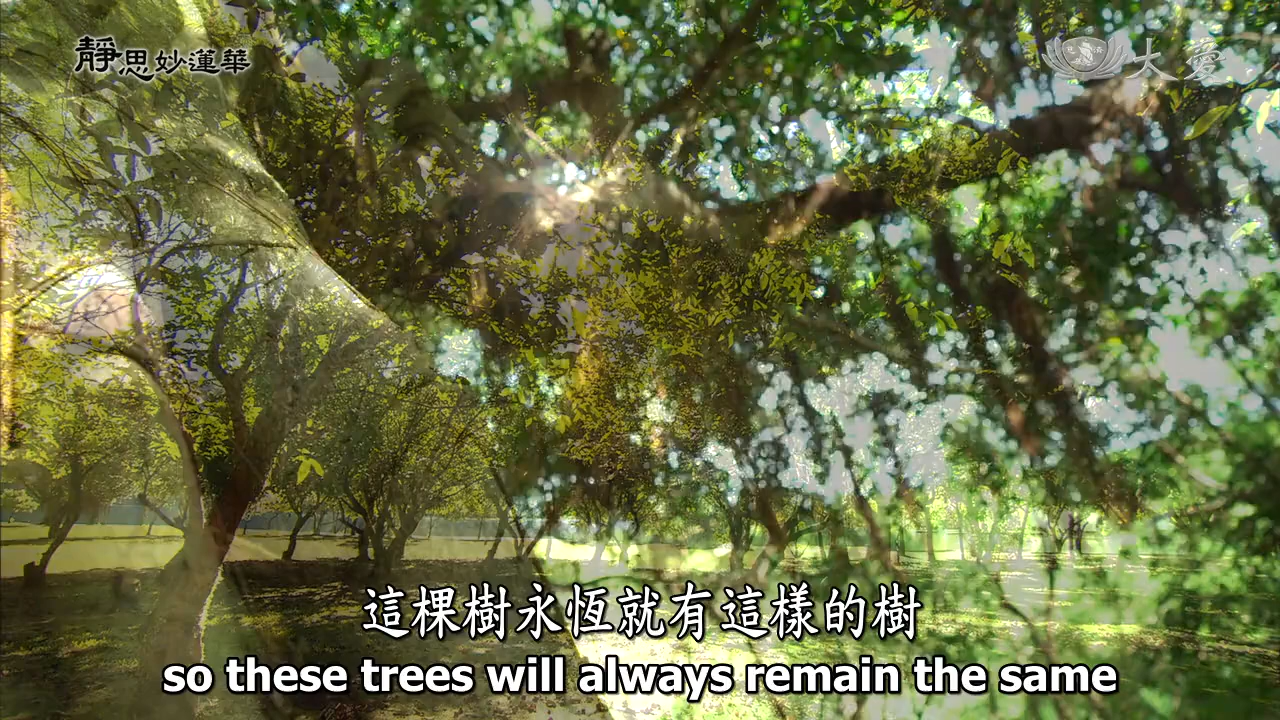 靜思妙蓮華
大愛
這棵樹永恆就有這樣的樹
so these trees will always remain the same